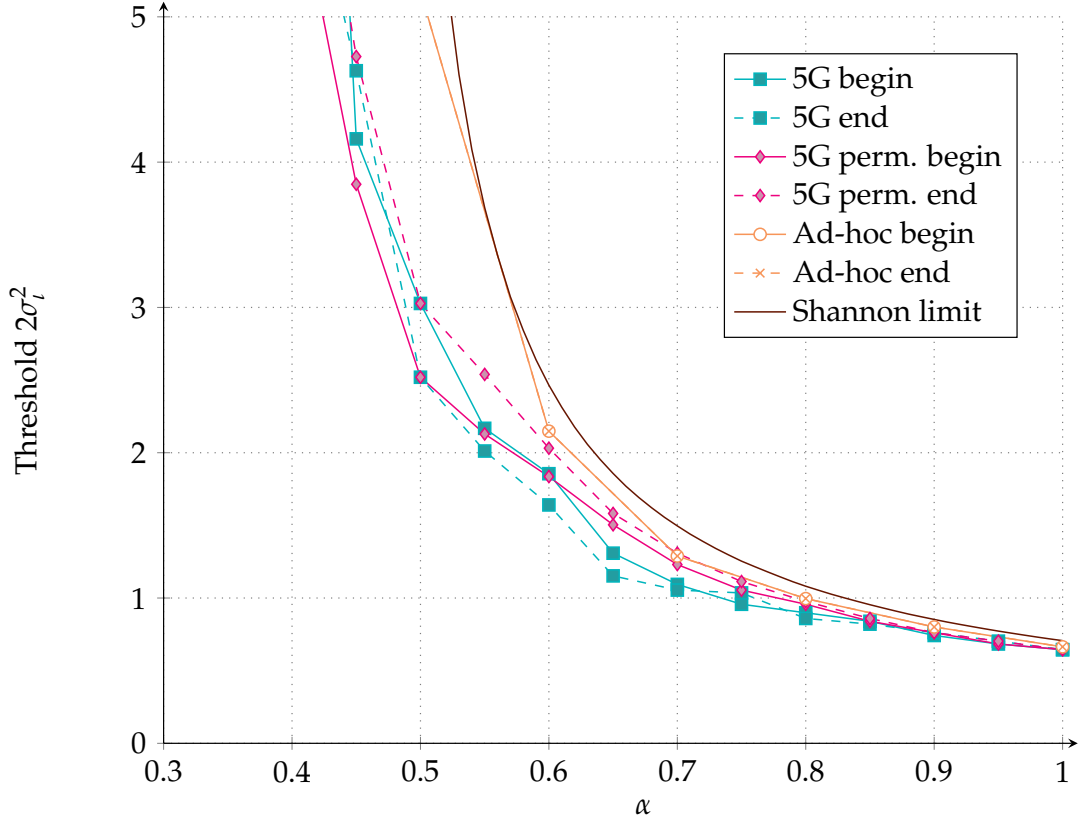 5
4
3
2
1
0
0.3 0.4 0.5 0.6 0.7 0.8 0.9 1
α
Threshold 2σ_ι^2
5G begin
5G end
5G perm. begin
5G perm. end
Ad-hoc begin
Ad-hoc end
Shannon limit